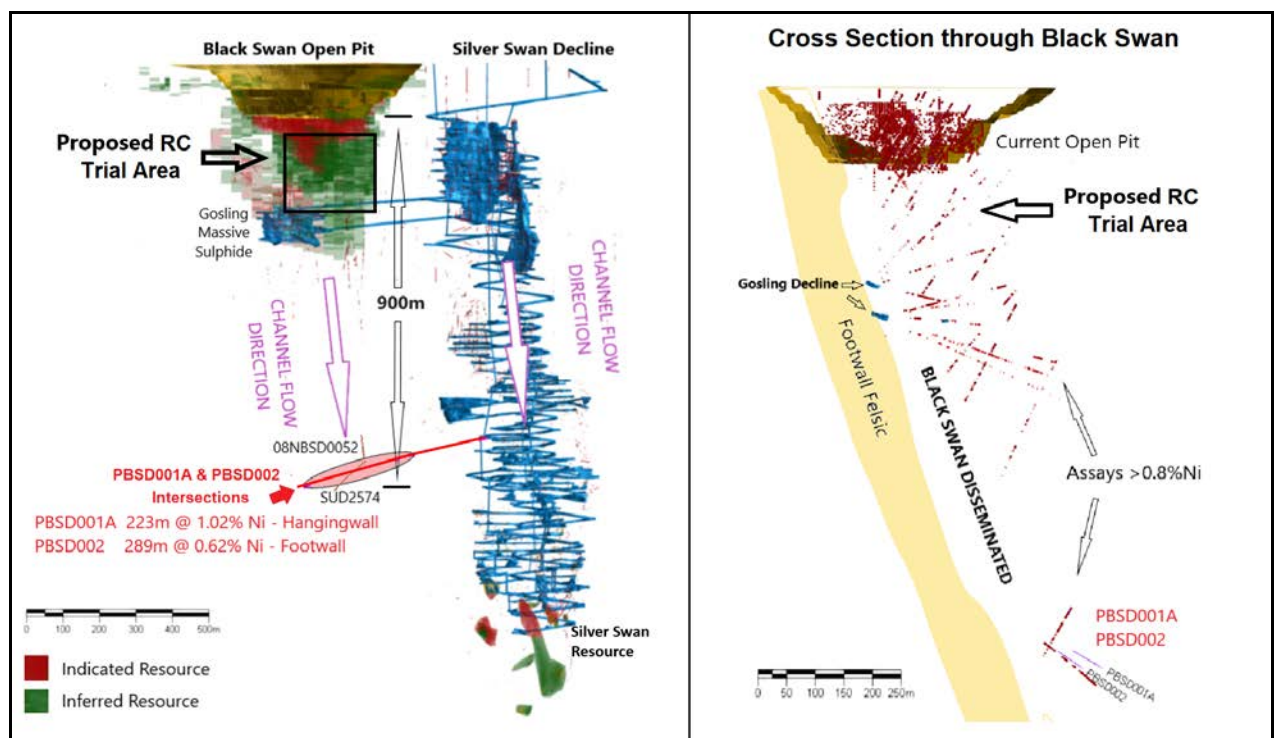 Black Swan Open Pit
Silver Swan Decline
Proposed RC
Trial Area
Gosling
Massive
Sulphide
CHANNEL FLOW
DIRECTION
900m
CHANNEL FLOW
DIRECTION
08NBSD0052
PBSD001A & PBSD002
Intersections
SUD2574
PBSD001A 223m @ 1.02% Ni - Hangingwall
PBSD002 289m @ 0.62% Ni - Footwall
0 100 200 300 400 500m
Silver Swan
Resource
Indicated Resource
Inferred Resource
Cross Section through Black Swan
Current Open Pit
Proposed RC
Trial Area
Gosling Decline
Footwall Felsic
BLACK SWAN DISSEMINATED
Assays >0.8%Ni
PBSD001A
PBSD002
PBSD001A
PBSD002
0 50 100 150 200 250m